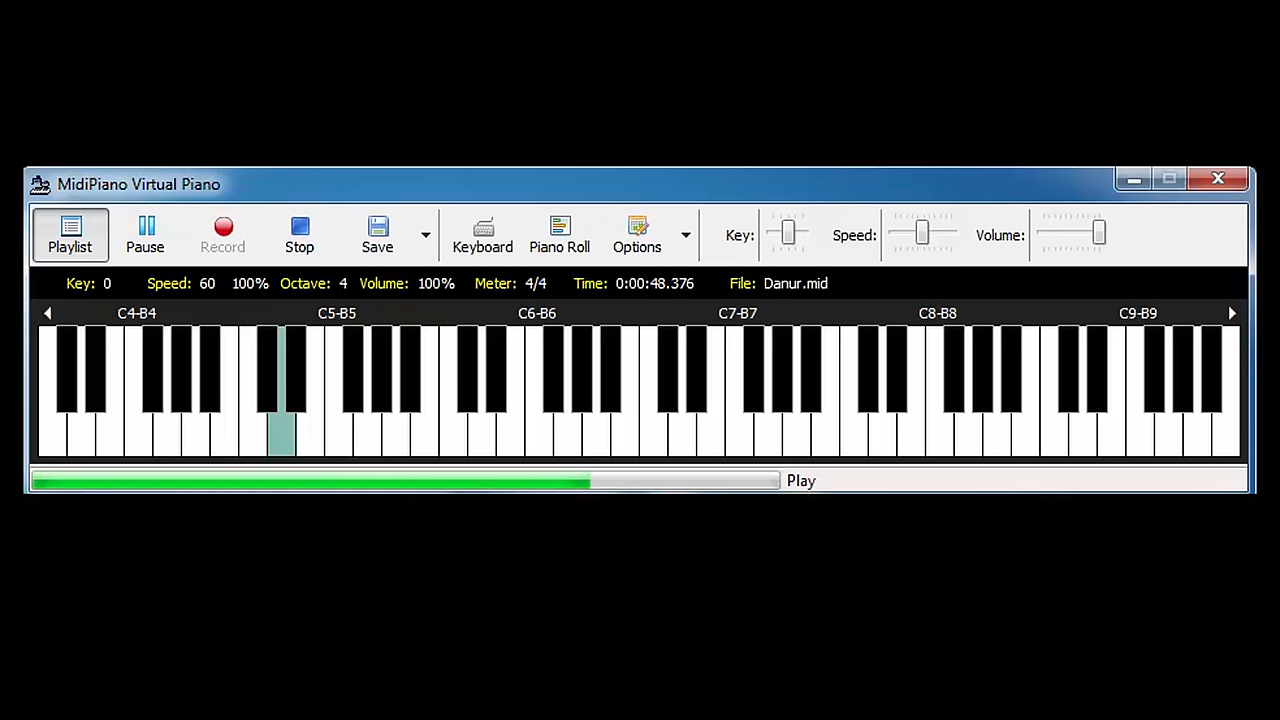 MidiPiano Virtual Piano
Playlist Pause Record Stop Save Keyboard Piano Roll Options Key: Speed: Volume:
Key: 0 Speed: 60 100% Octave: 4 Volume: 100% Meter: 4/4 Time: 0:00:48.376 File: Danur.mid
C4-B4 C5-B5 C6-B6 C7-B7 C8-B8 C9-B9
Play